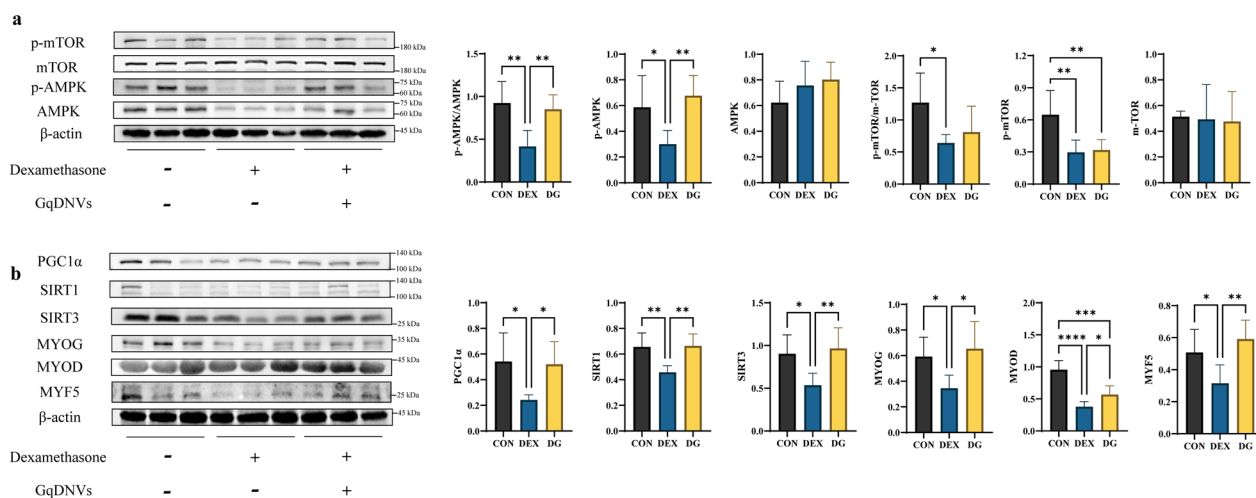 a
p-mTOR
180 kDa
mTOR
180 kDa
p-AMPK
75 kDa
60 kDa
AMPK
75 kDa
60 kDa
β-actin
45 kDa
Dexamethasone - + +
GqDNVs - - +
p-AMPK/AMPK
1.5
1.0
0.5
0.0
** **
CON DEX DG
p-AMPK
1.0
0.8
0.6
0.4
0.2
0.0
* **
CON DEX DG
AMPK
1.0
0.8
0.6
0.4
0.2
0.0
CON DEX DG
p-mTOR/m-TOR
2.0
1.5
1.0
0.5
0.0
*
CON DEX DG
p-mTOR
1.2
0.9
0.6
0.3
0.0
**
**
CON DEX DG
m-TOR
1.0
0.8
0.6
0.4
0.2
0.0
CON DEX DG
b
PGC1α
140 kDa
100 kDa
SIRT1
140 kDa
100 kDa
SIRT3
25 kDa
MYOG
35 kDa
MYOD
45 kDa
MYF5
25 kDa
β-actin
45 kDa
Dexamethasone - + +
GqDNVs - - +
PGC1α
0.8
0.6
0.4
0.2
0.0
* *
CON DEX DG
SIRT1
1.0
0.8
0.6
0.4
0.2
0.0
** **
CON DEX DG
SIRT3
1.5
1.0
0.5
0.0
* **
CON DEX DG
MYOG
1.0
0.8
0.6
0.4
0.2
0.0
* *
CON DEX DG
MYOD
2.0
1.5
1.0
0.5
0.0
***
**** *
CON DEX DG
MYF5
0.8
0.6
0.4
0.2
0.0
* **
CON DEX DG